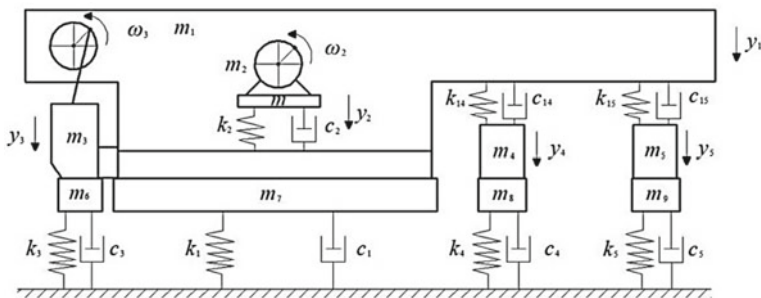 ω₃ m₁
m₂ ω₂ y₁
m
k₂ c₂ y₂ k₁₄ c₁₄ k₁₅ c₁₅
y₃ m₃ m₄ y₄ m₅ y₅
m₆ m₇ m₈ m₉
k₃ c₃ k₁ c₁ k₄ c₄ k₅ c₅